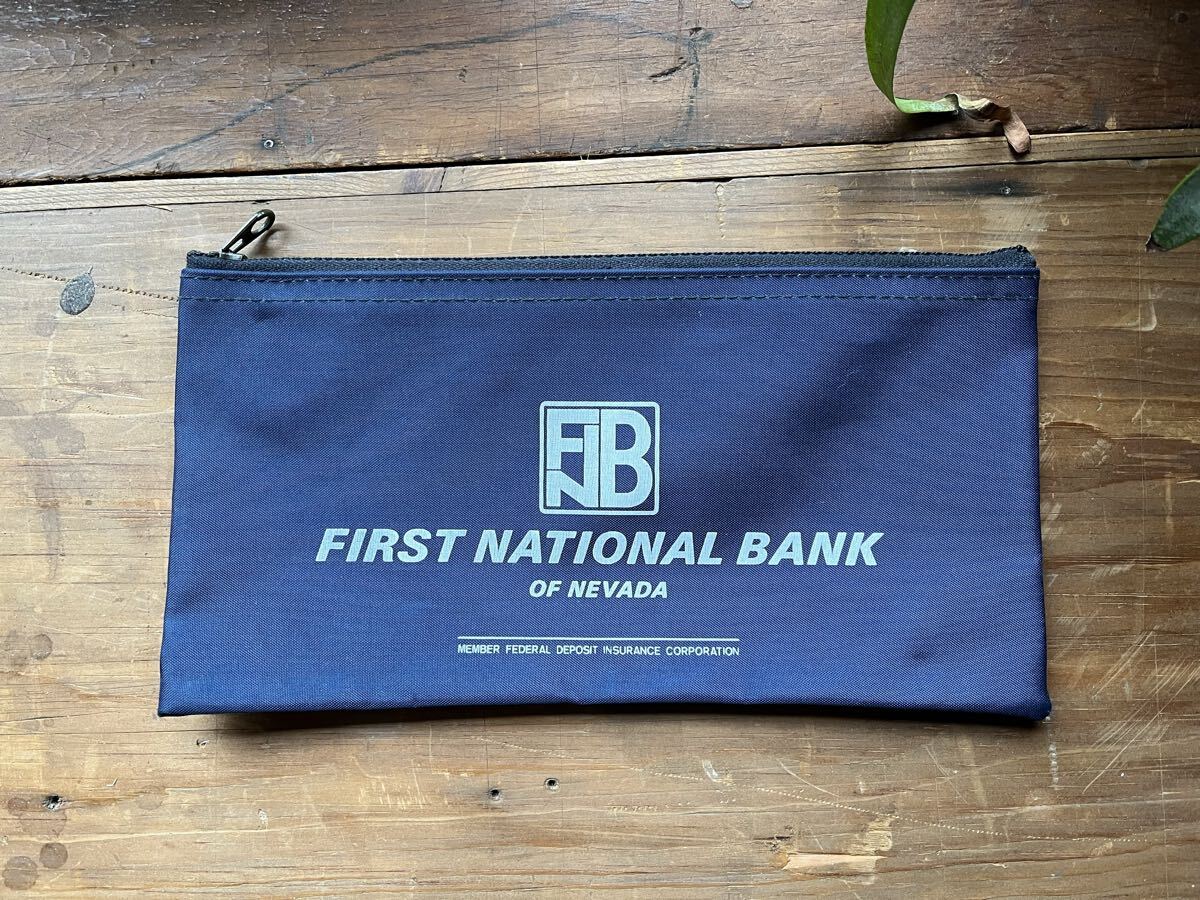 FNB
FIRST NATIONAL BANK
OF NEVADA
MEMBER FEDERAL DEPOSIT INSURANCE CORPORATION